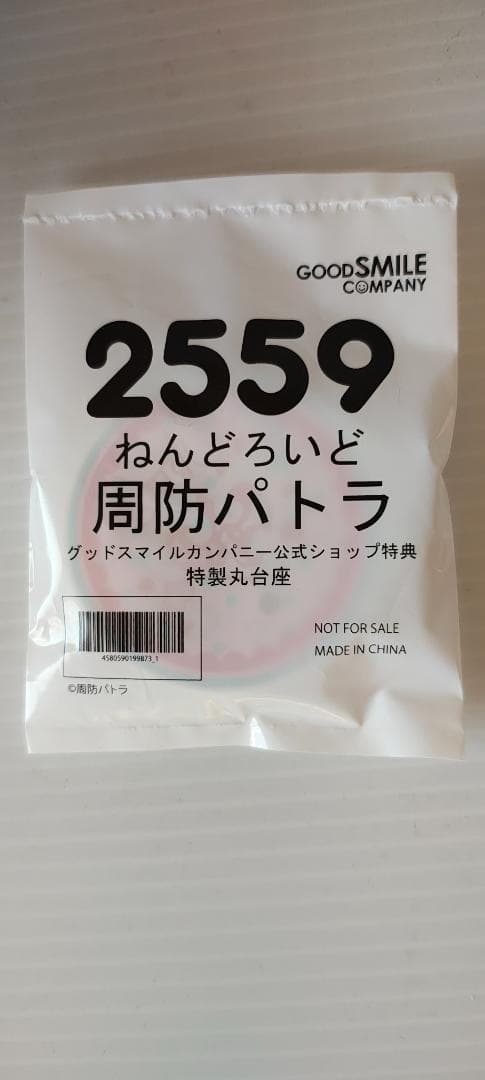 GOODSMILE
COMPANY
2559
ねんどろいど
周防パトラ
グッドスマイルカンパニー公式ショップ特典
特製丸台座
NOT FOR SALE
MADE IN CHINA
4580590199873_1
©周防パトラ